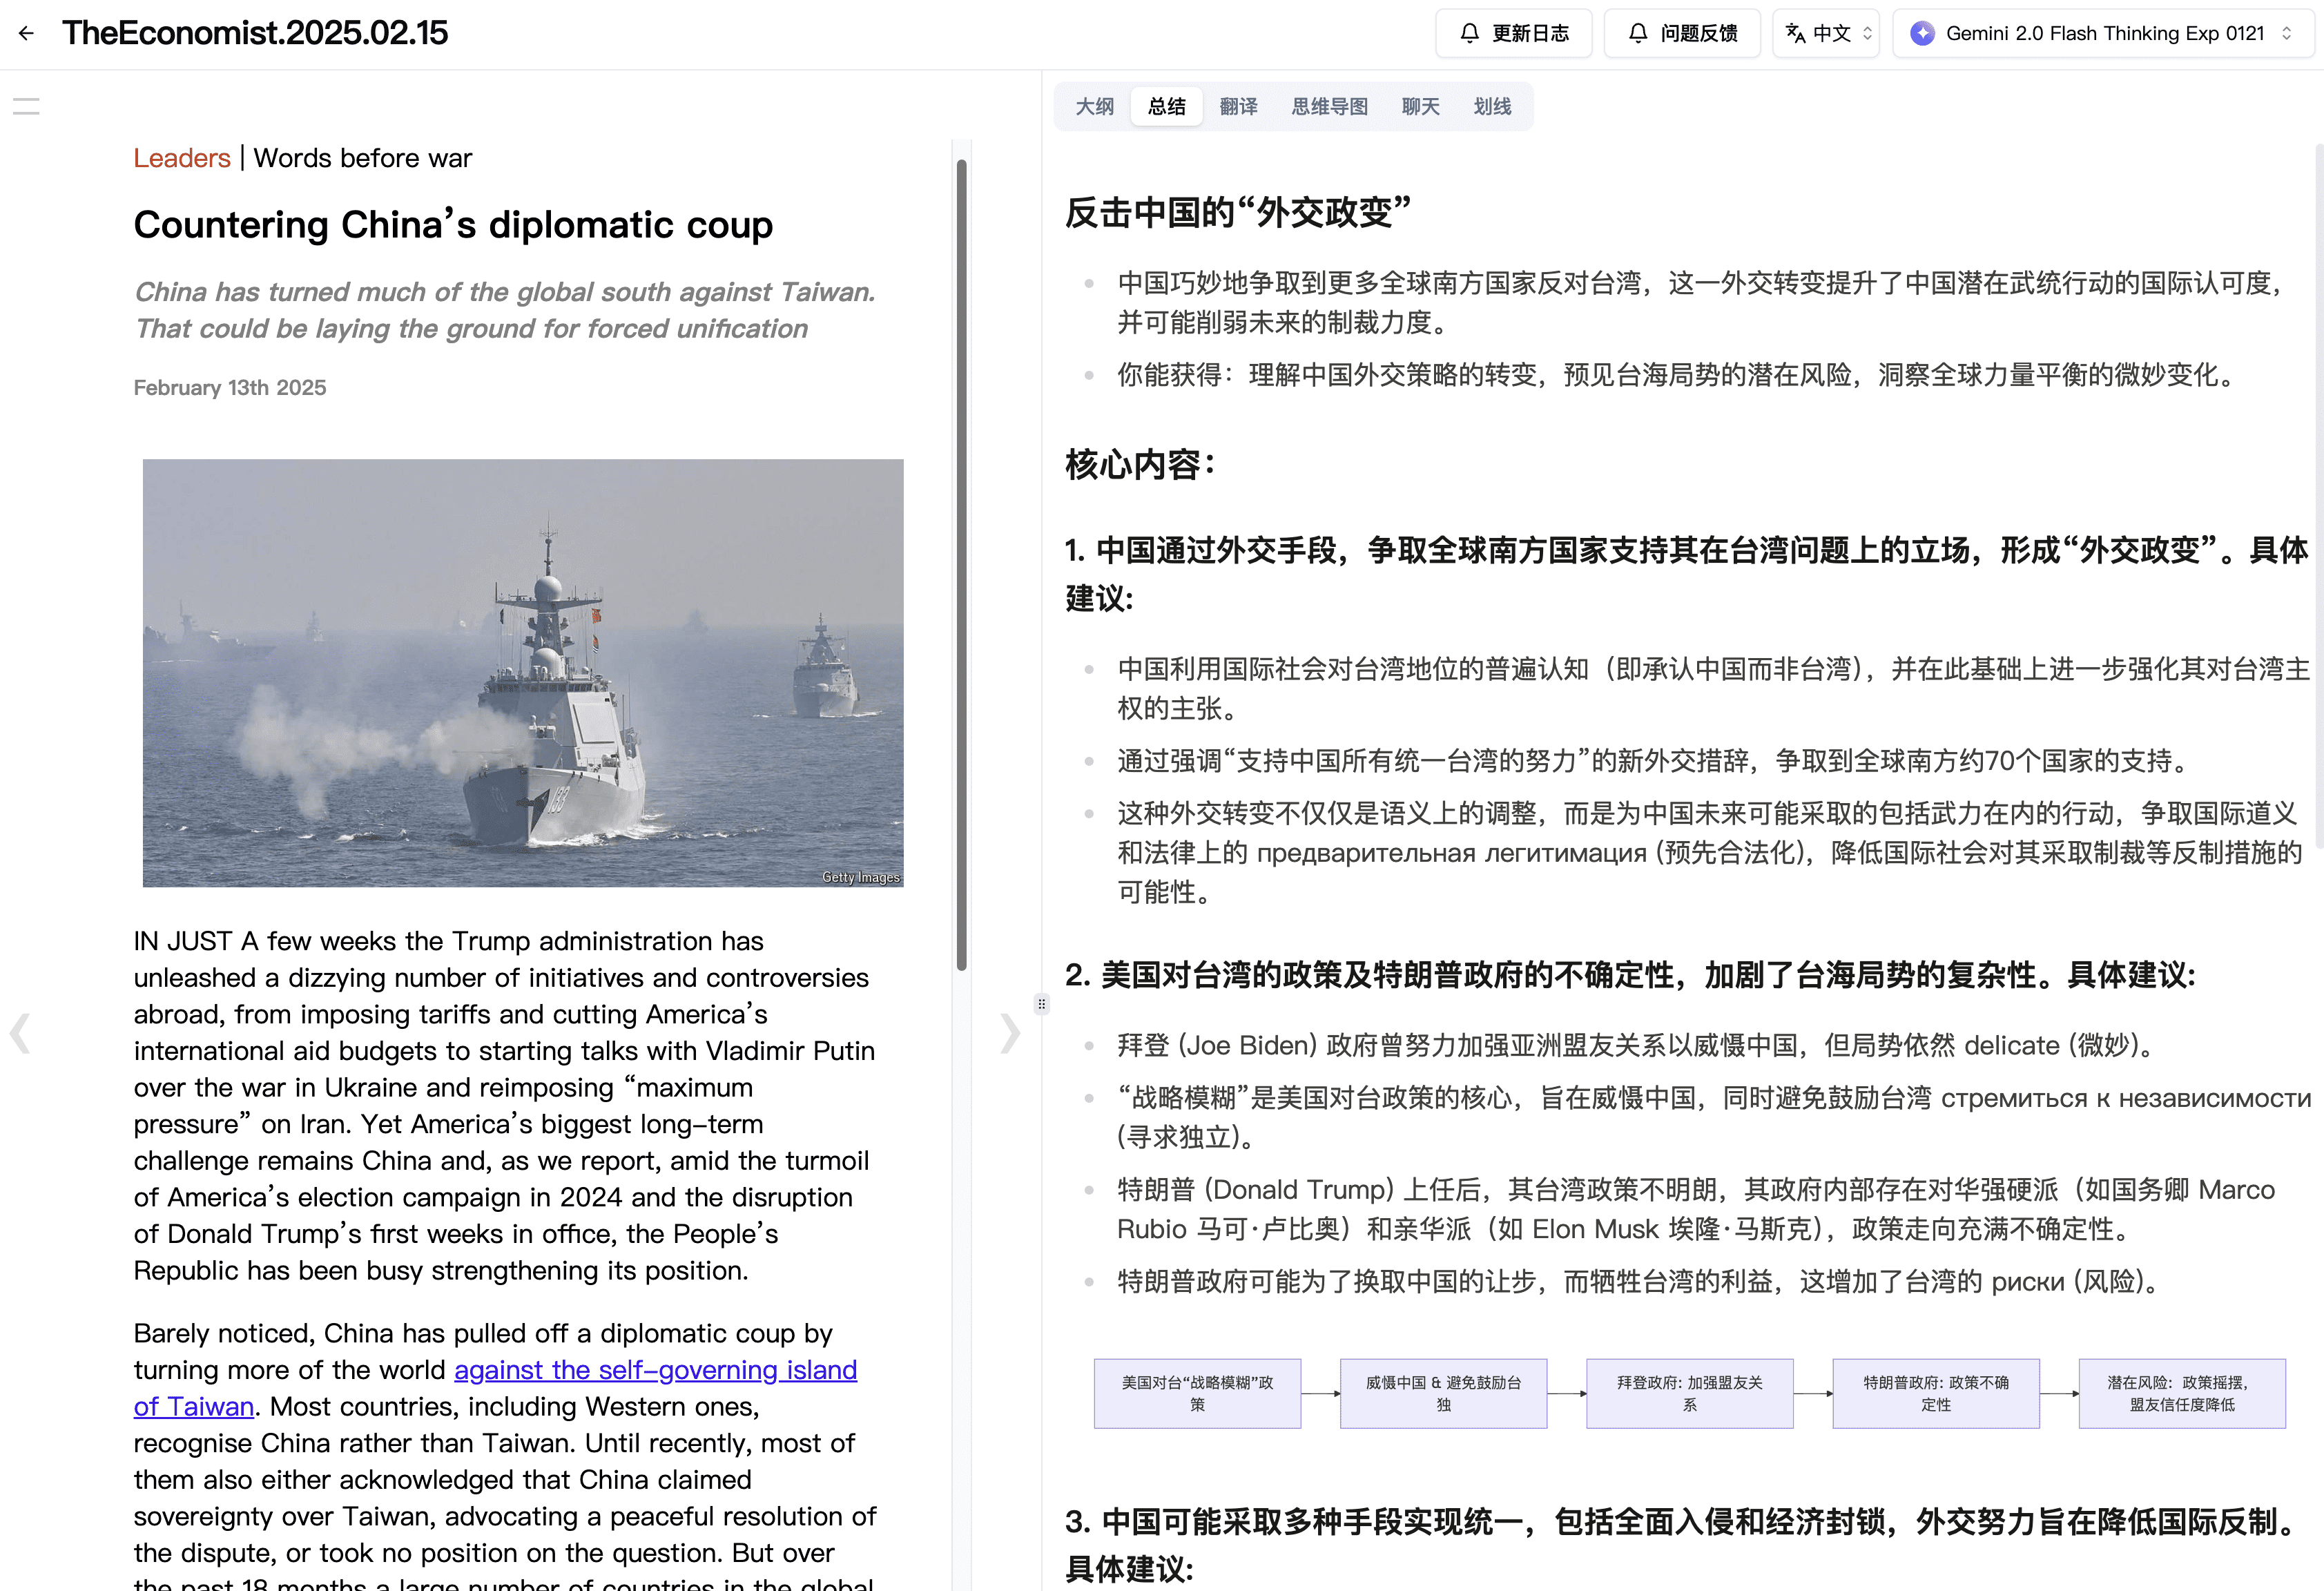 TheEconomist.2025.02.15
更新日志
问题反馈
中文
Gemini 2.0 Flash Thinking Exp 0121
Leaders | Words before war
Countering China’s diplomatic coup
China has turned much of the global south against Taiwan.
That could be laying the ground for forced unification
February 13th 2025
Getty Images
IN JUST A few weeks the Trump administration has
unleashed a dizzying number of initiatives and controversies
abroad, from imposing tariffs and cutting America’s
international aid budgets to starting talks with Vladimir Putin
over the war in Ukraine and reimposing “maximum
pressure” on Iran. Yet America’s biggest long-term
challenge remains China and, as we report, amid the turmoil
of America’s election campaign in 2024 and the disruption
of Donald Trump’s first weeks in office, the People’s
Republic has been busy strengthening its position.
Barely noticed, China has pulled off a diplomatic coup by
turning more of the world against the self-governing island
of Taiwan. Most countries, including Western ones,
recognise China rather than Taiwan. Until recently, most of
them also either acknowledged that China claimed
sovereignty over Taiwan, advocating a peaceful resolution of
the dispute, or took no position on the question. But over
the past 18 months a large number of countries in the global
大纲
总结
翻译
思维导图
聊天
划线
反击中国的“外交政变”
中国巧妙地争取到更多全球南方国家反对台湾，这一外交转变提升了中国潜在武统行动的国际认可度，
并可能削弱未来的制裁力度。
你能获得：理解中国外交策略的转变，预见台海局势的潜在风险，洞察全球力量平衡的微妙变化。
核心内容：
1. 中国通过外交手段，争取全球南方国家支持其在台湾问题上的立场，形成“外交政变”。具体
建议:
中国利用国际社会对台湾地位的普遍认知（即承认中国而非台湾），并在此基础上进一步强化其对台湾主
权的主张。
通过强调“支持中国所有统一台湾的努力”的新外交措辞，争取到全球南方约70个国家的支持。
这种外交转变不仅仅是语义上的调整，而是为中国未来可能采取的包括武力在内的行动，争取国际道义
和法律上的 предварительная легитимация (预先合法化)，降低国际社会对其采取制裁等反制措施的
可能性。
2. 美国对台湾的政策及特朗普政府的不确定性，加剧了台海局势的复杂性。具体建议:
拜登 (Joe Biden) 政府曾努力加强亚洲盟友关系以威慑中国，但局势依然 delicate (微妙)。
“战略模糊”是美国对台政策的核心，旨在威慑中国，同时避免鼓励台湾 стремиться к независимости
(寻求独立)。
特朗普 (Donald Trump) 上任后，其台湾政策不明朗，其政府内部存在对华强硬派（如国务卿 Marco
Rubio 马可·卢比奥）和亲华派（如 Elon Musk 埃隆·马斯克），政策走向充满不确定性。
特朗普政府可能为了换取中国的让步，而牺牲台湾的利益，这增加了台湾的 риски (风险)。
美国对台“战略模糊”政
策
威慑中国 & 避免鼓励台
独
拜登政府: 加强盟友关
系
特朗普政府: 政策不确
定性
潜在风险：政策摇摆，
盟友信任度降低
3. 中国可能采取多种手段实现统一，包括全面入侵和经济封锁，外交努力旨在降低国际反制。
具体建议: